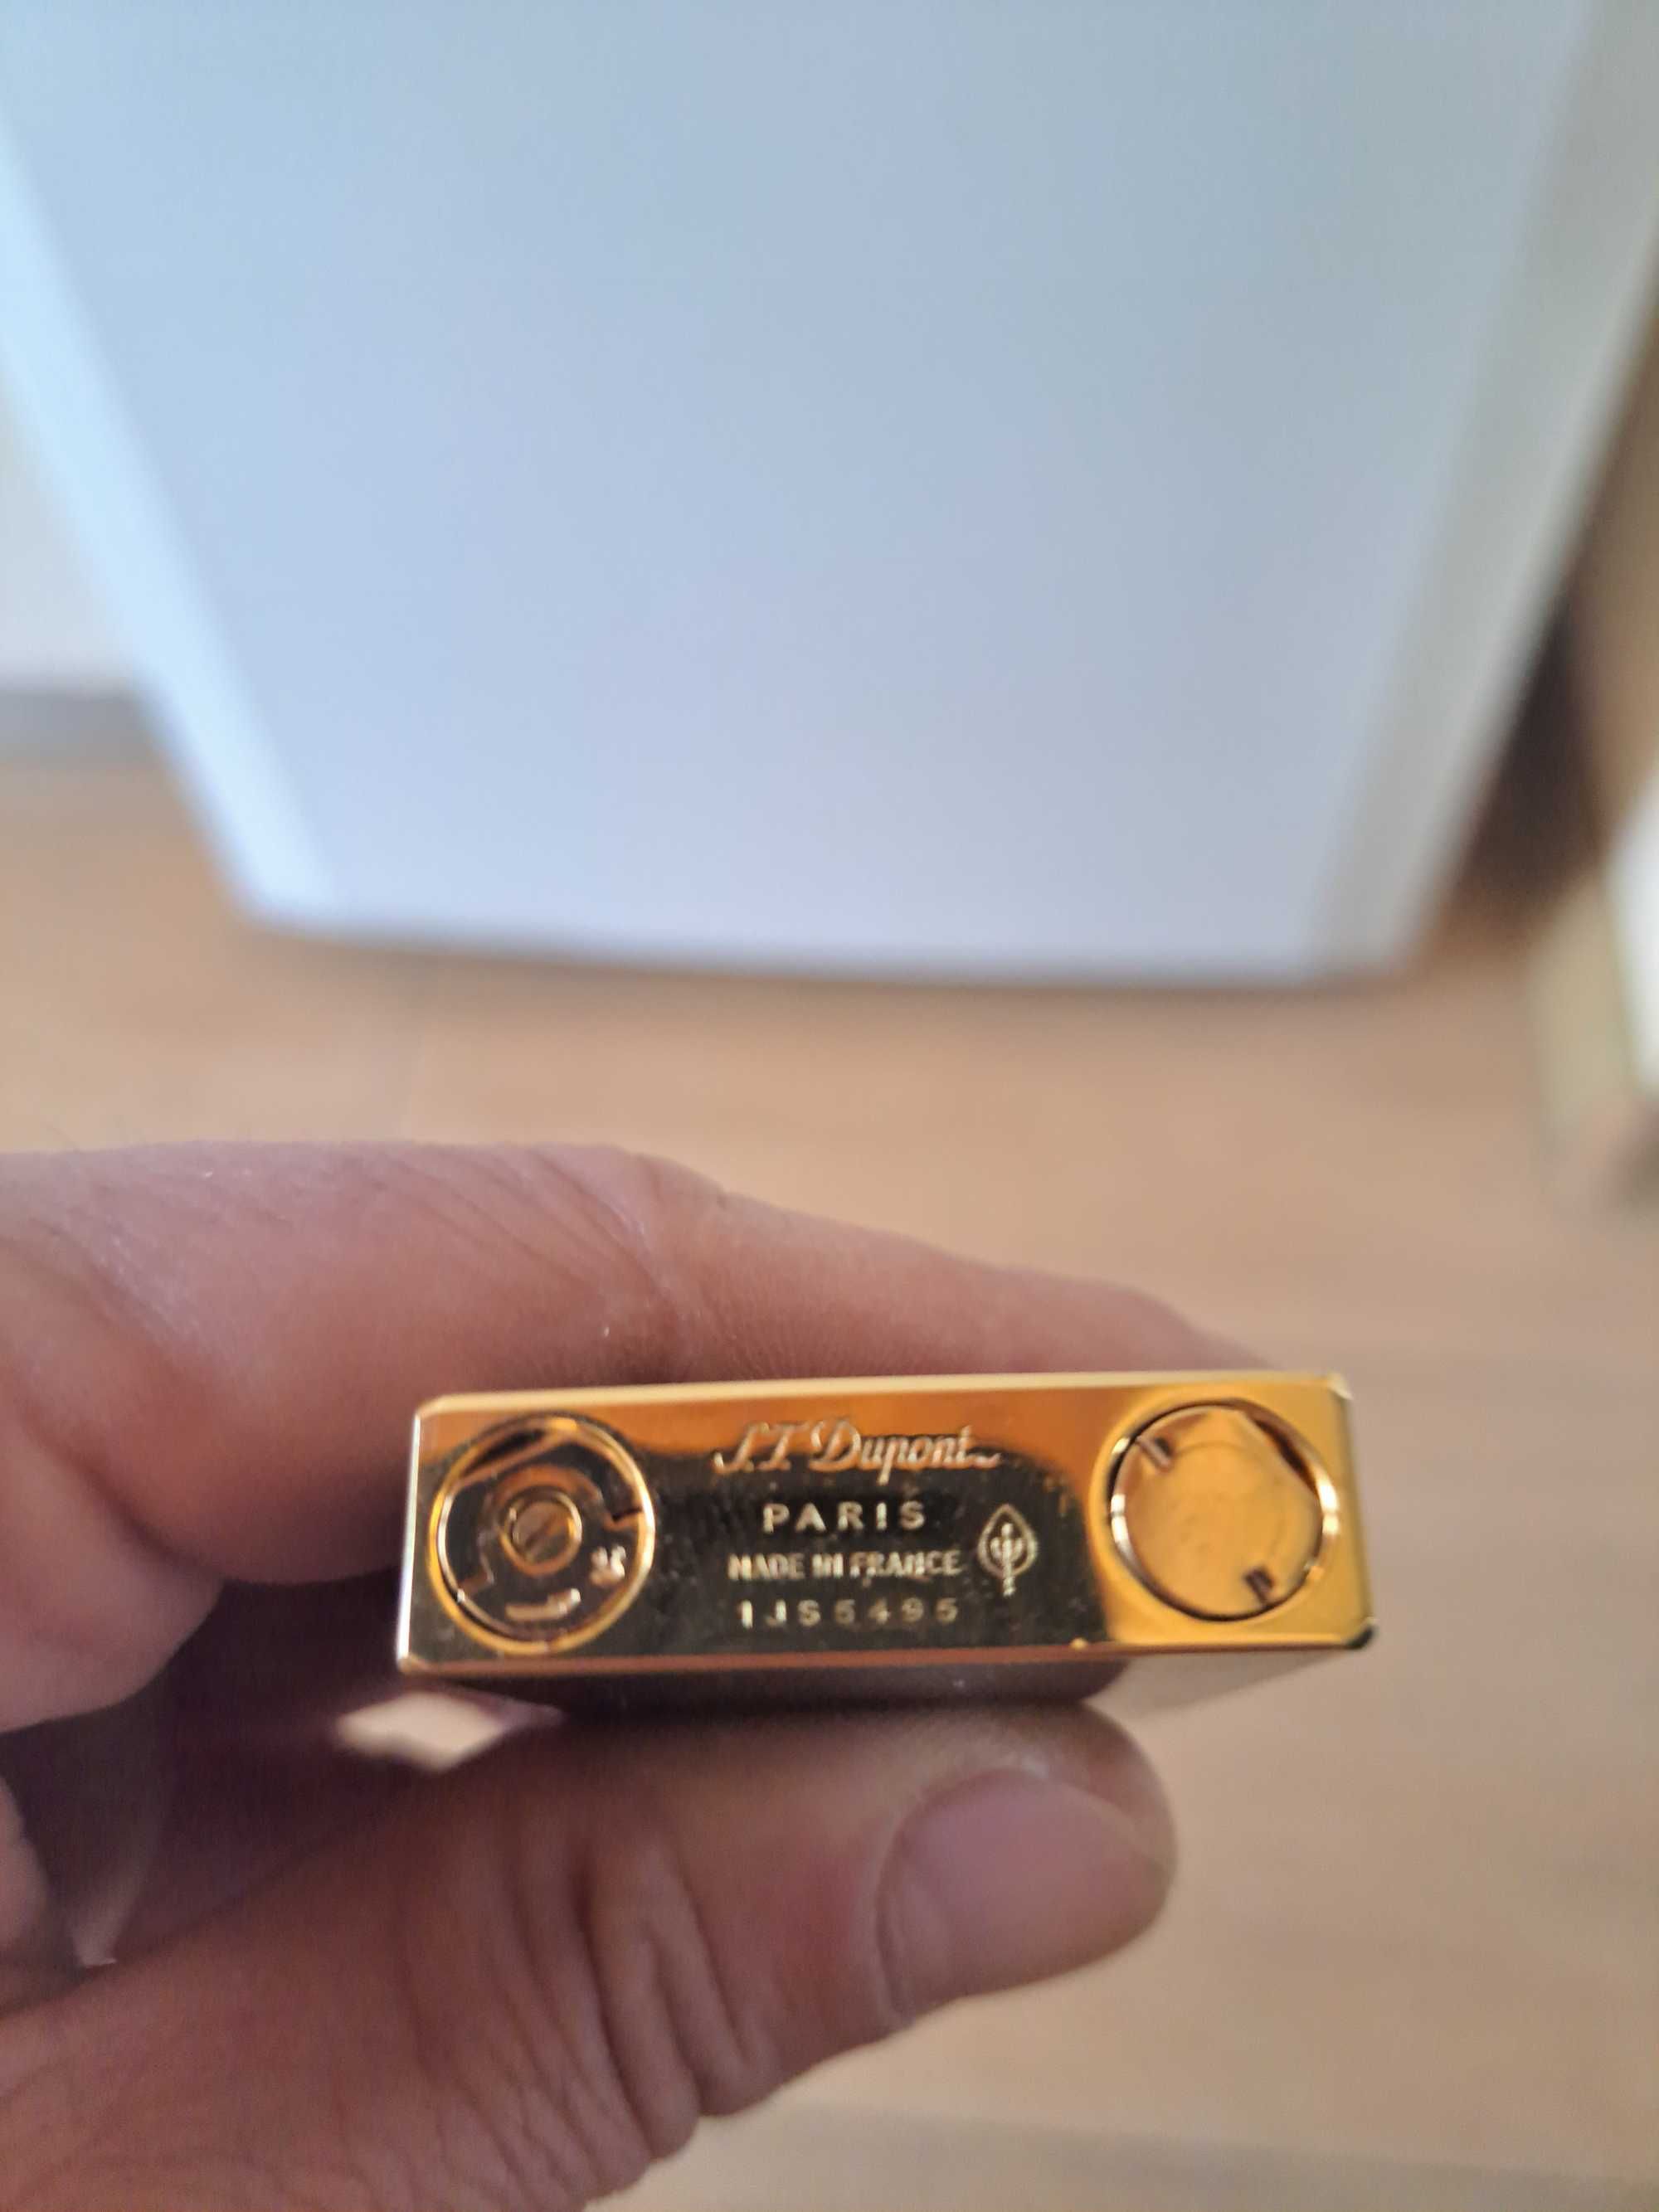 S.T. Dupont
PARIS
MADE IN FRANCE
1JS5495